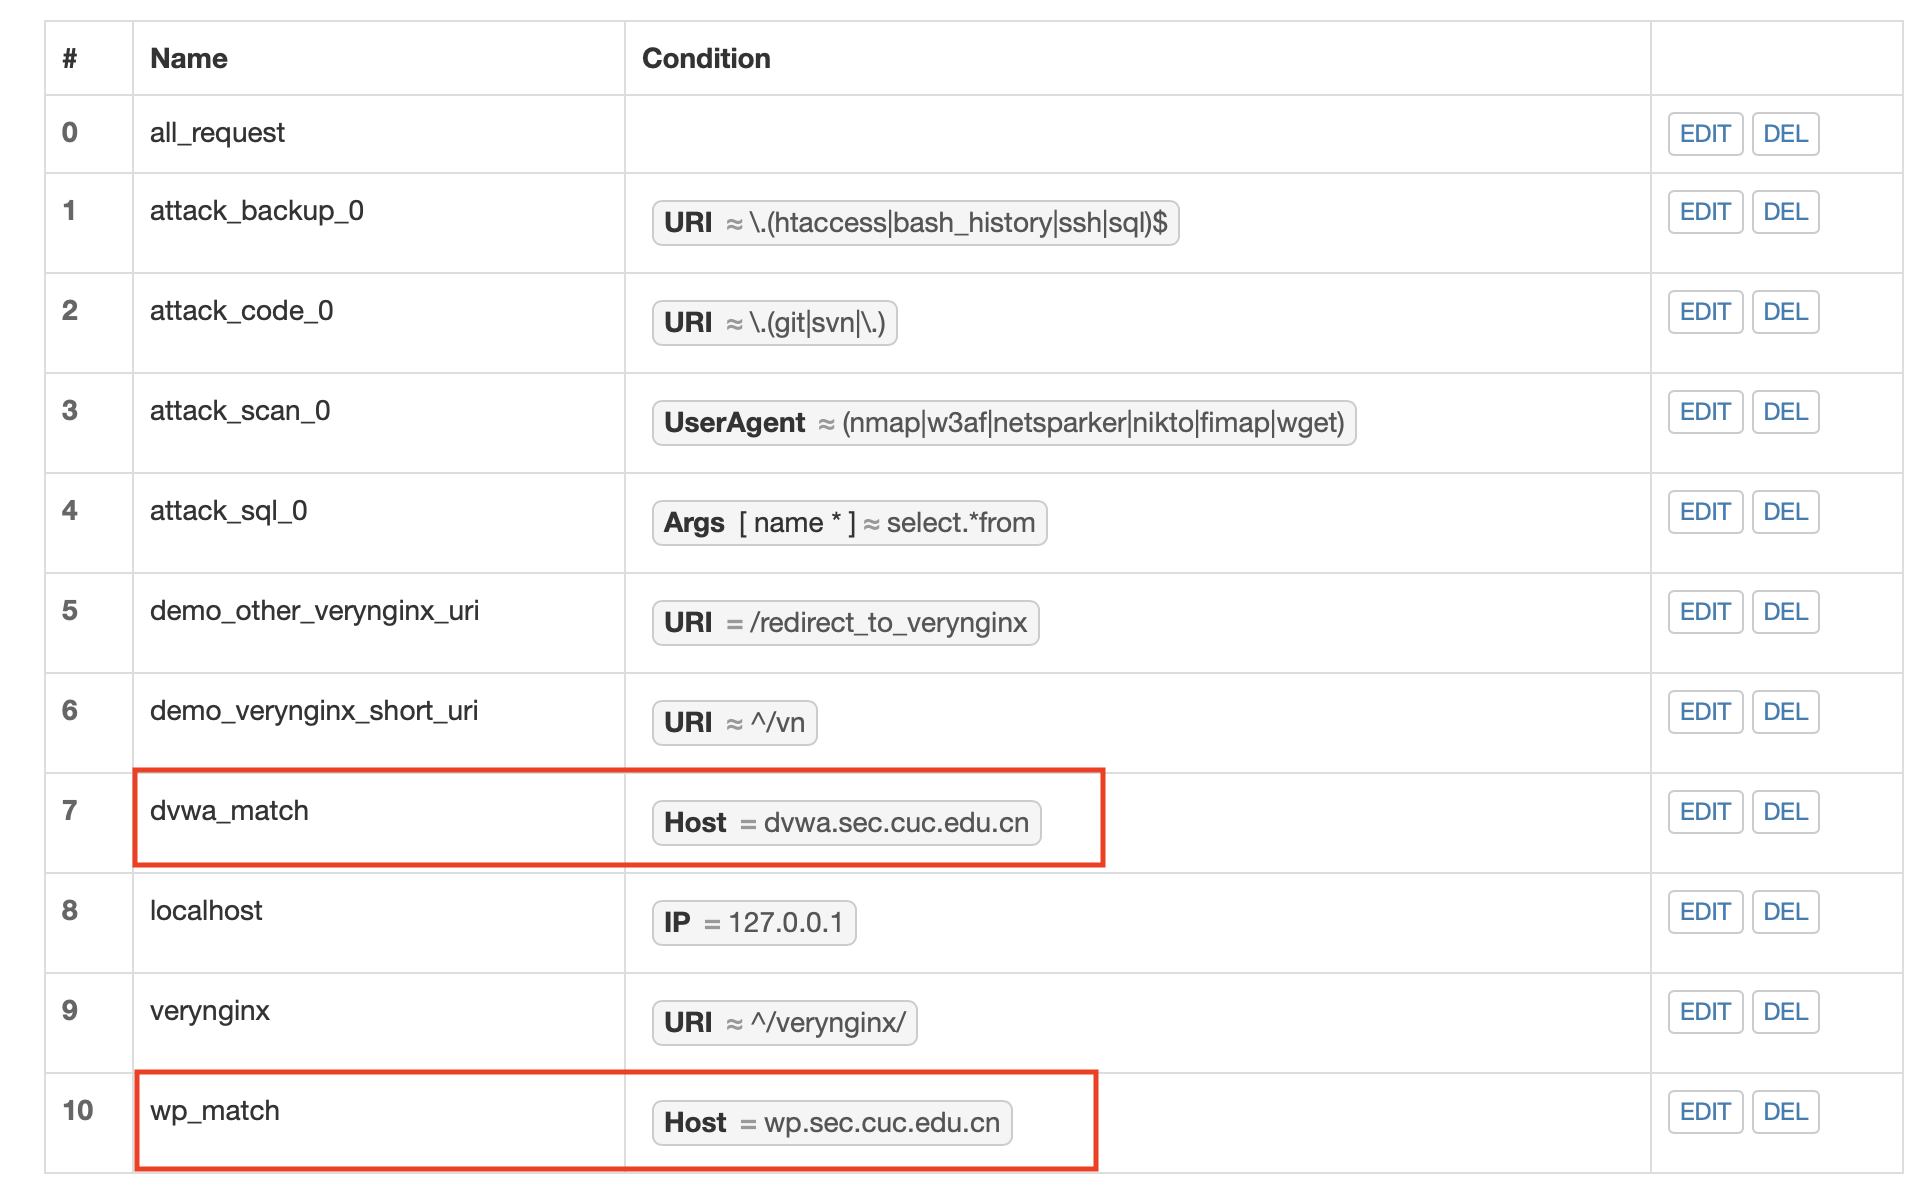 # Name Condition
0 all_request EDIT DEL
1 attack_backup_0 URI ≈ \.(htaccess|bash_history|ssh|sql)$ EDIT DEL
2 attack_code_0 URI ≈ \.(git|svn|\.) EDIT DEL
3 attack_scan_0 UserAgent ≈ (nmap|w3af|netsparker|nikto|fimap|wget) EDIT DEL
4 attack_sql_0 Args [ name * ] ≈ select.*from EDIT DEL
5 demo_other_verynginx_uri URI = /redirect_to_verynginx EDIT DEL
6 demo_verynginx_short_uri URI ≈ ^/vn EDIT DEL
7 dvwa_match Host = dvwa.sec.cuc.edu.cn EDIT DEL
8 localhost IP = 127.0.0.1 EDIT DEL
9 verynginx URI ≈ ^/verynginx/ EDIT DEL
10 wp_match Host = wp.sec.cuc.edu.cn EDIT DEL